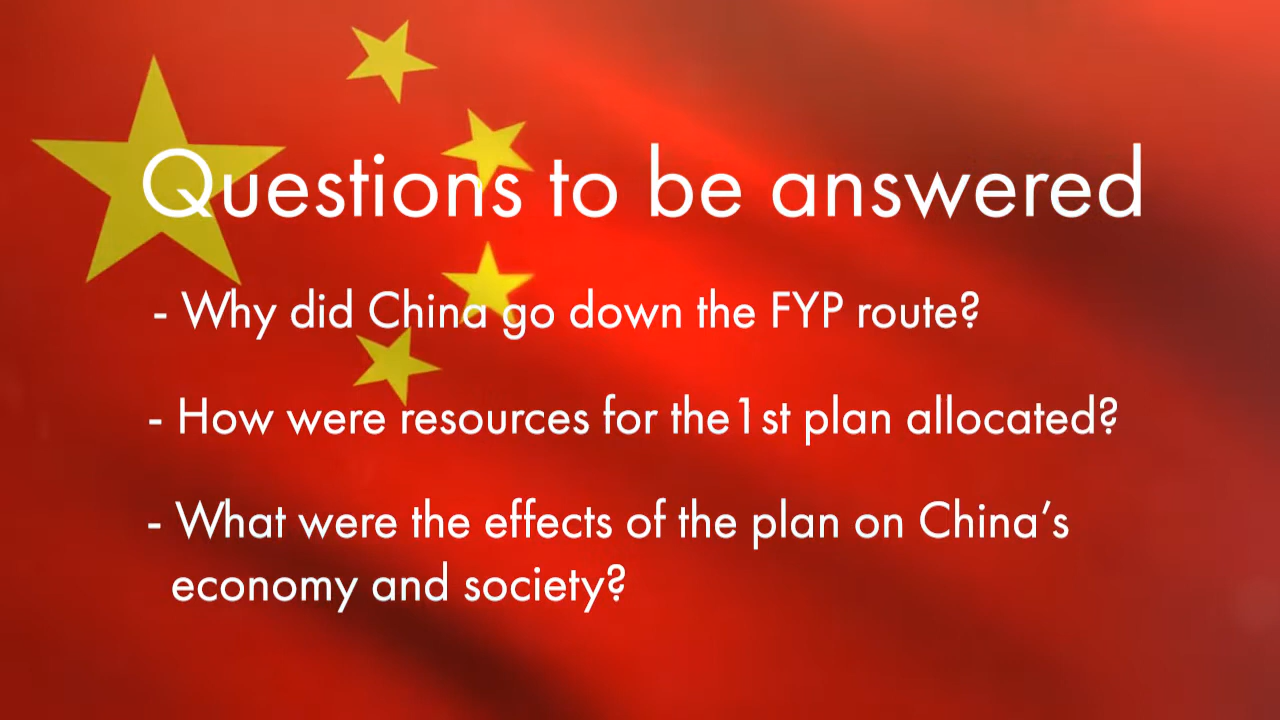 Questions to be answered
- Why did China go down the FYP route?
- How were resources for the1st plan allocated?
- What were the effects of the plan on China’s
economy and society?